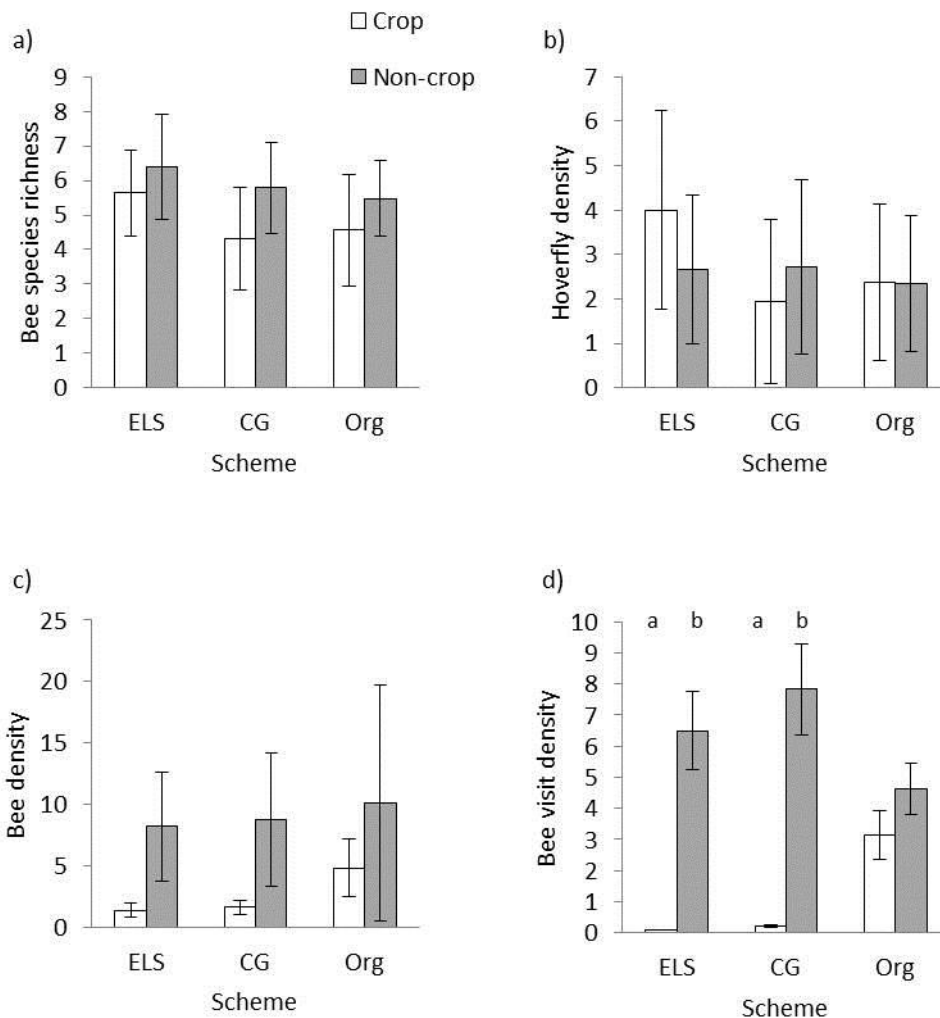 a)
Crop
Non-crop
Bee species richness
9
8
7
6
5
4
3
2
1
0
ELS CG Org
Scheme
b)
Hoverfly density
7
6
5
4
3
2
1
0
ELS CG Org
Scheme
c)
Bee density
25
20
15
10
5
0
ELS CG Org
Scheme
d)
Bee visit density
10
9
8
7
6
5
4
3
2
1
0
a b a b
ELS CG Org
Scheme